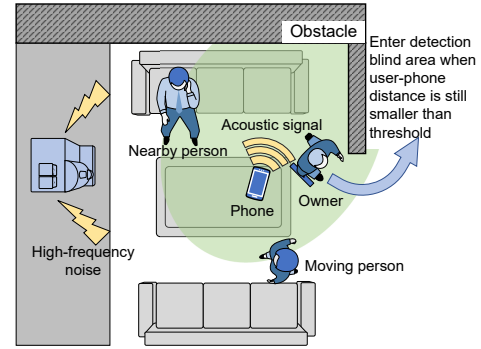 Obstacle
Enter detection
blind area when
user-phone
distance is still
smaller than
threshold
Acoustic signal
Nearby person
Phone
Owner
High-frequency
noise
Moving person